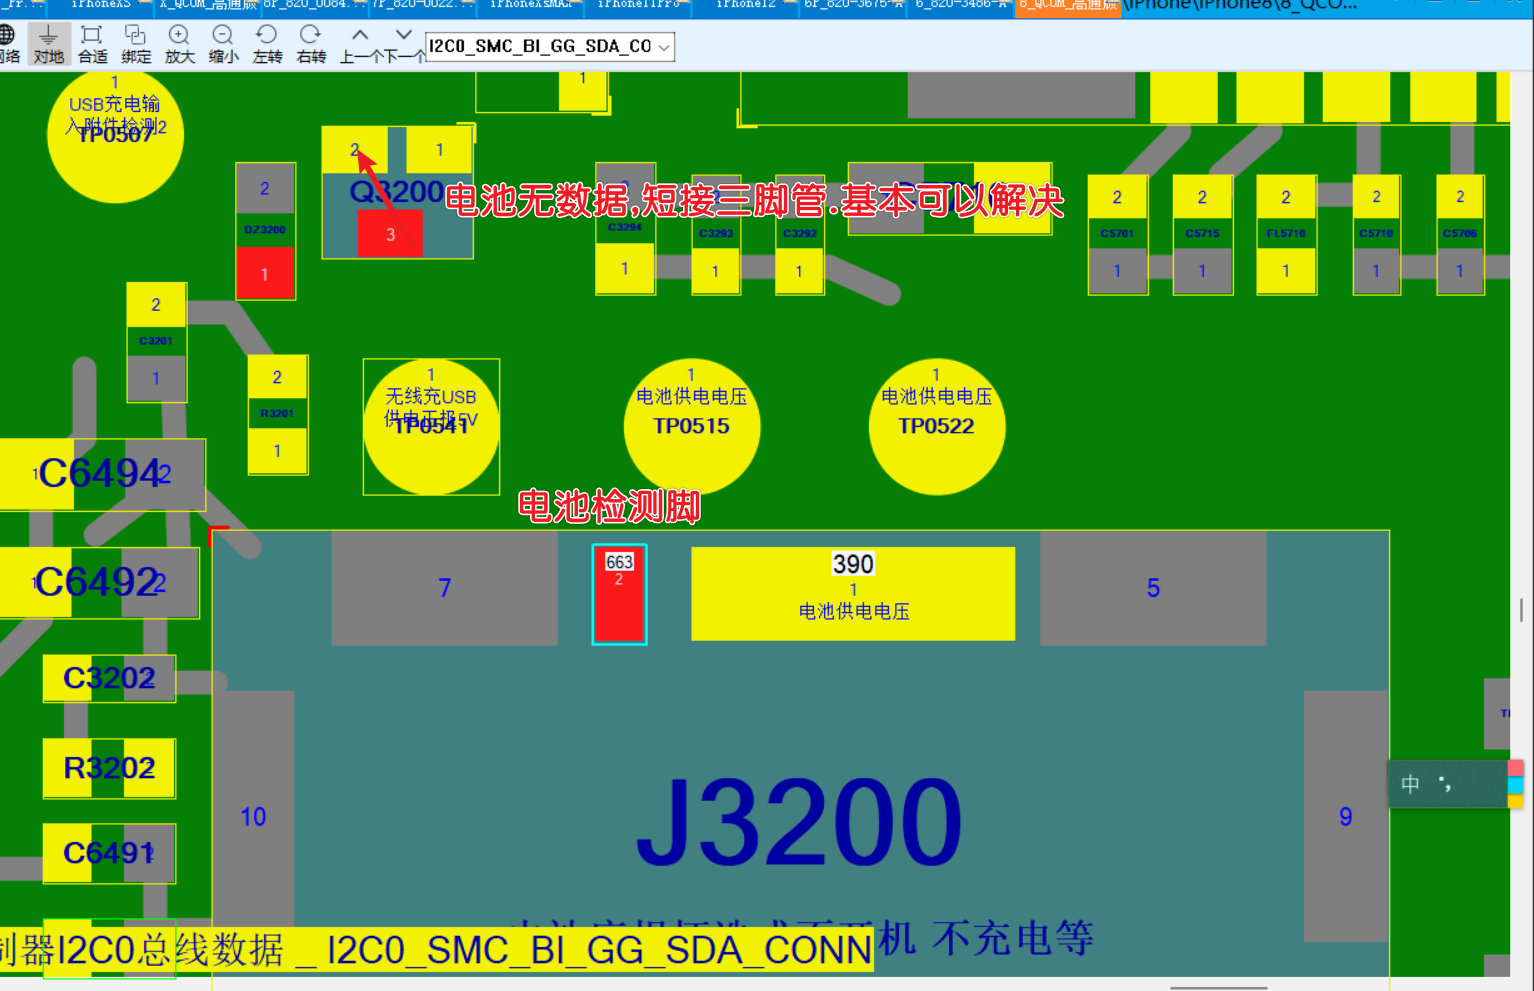 iPhoneXS
X_QCOM_高通版
8P_820_0084...
7P_820-0022...
iPhoneXsMAX
iPhone11Pro
iPhone12
6P_820-3675-A
6_820-3486-A
8_QCOM_高通版
\iPhone\iPhone8\8_QCO...
对地
合适
绑定
放大
缩小
左转
右转
上一个
下一个
I2C0_SMC_BI_GG_SDA_CO
1
USB充电输
入附件检测2
TP0507
1
2
1
Q3200
3
电池无数据,短接三脚管.基本可以解决
2
DZ3200
1
C3294
1
C3293
1
C3292
1
2
C5701
1
2
C5715
1
2
FL5710
1
2
C5710
1
2
C5706
1
2
C3201
1
2
R3201
1
1
无线充USB
供电正极5V
TP0541
1
电池供电电压
TP0515
1
电池供电电压
TP0522
1
C6494
2
电池检测脚
7
663
2
390
1
电池供电电压
5
1
C6492
2
C3202
2
R3202
2
C6491
2
10
J3200
9
中
机 不充电等
制器I2C0总线数据 _ I2C0_SMC_BI_GG_SDA_CONN